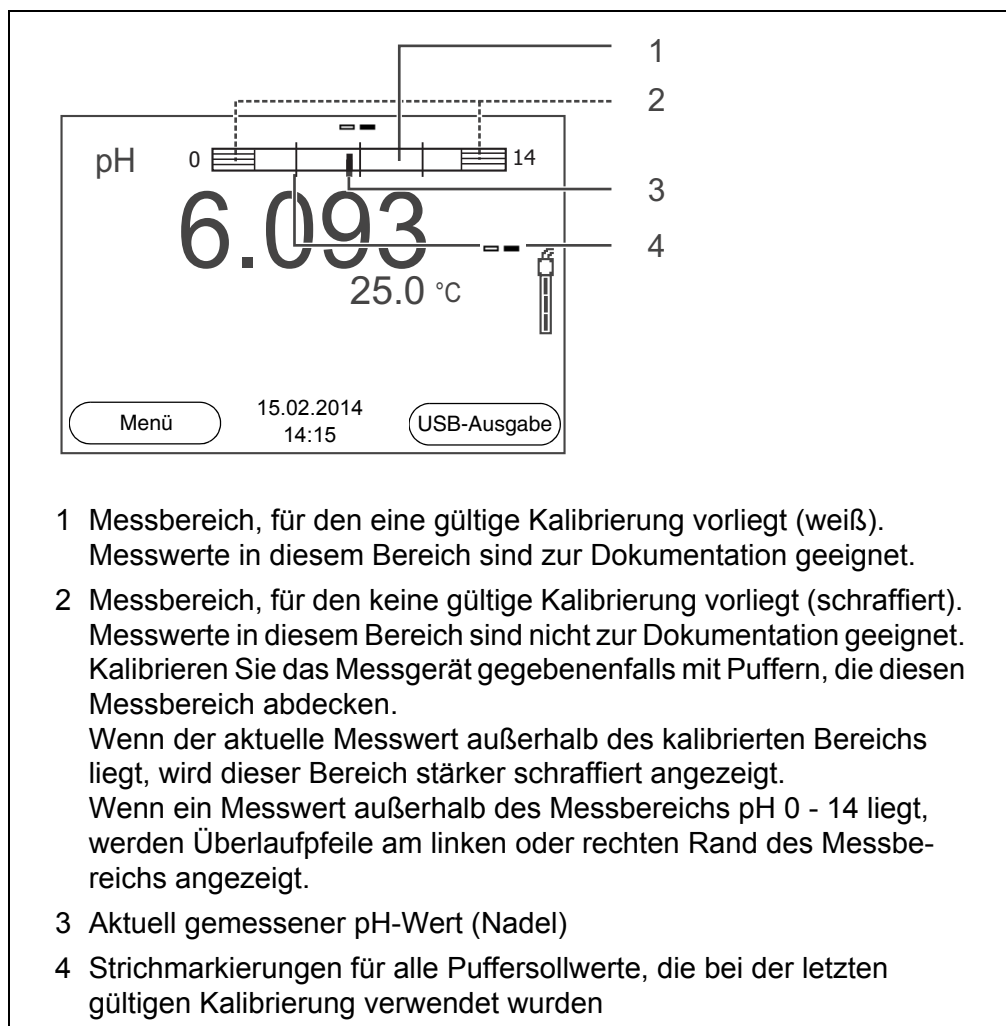 1
2
pH 0 14
3
6.093
4
25.0 °C
Menü
15.02.2014
14:15
USB-Ausgabe
1 Messbereich, für den eine gültige Kalibrierung vorliegt (weiß).
Messwerte in diesem Bereich sind zur Dokumentation geeignet.
2 Messbereich, für den keine gültige Kalibrierung vorliegt (schraffiert).
Messwerte in diesem Bereich sind nicht zur Dokumentation geeignet.
Kalibrieren Sie das Messgerät gegebenenfalls mit Puffern, die diesen
Messbereich abdecken.
Wenn der aktuelle Messwert außerhalb des kalibrierten Bereichs
liegt, wird dieser Bereich stärker schraffiert angezeigt.
Wenn ein Messwert außerhalb des Messbereichs pH 0 - 14 liegt,
werden Überlaufpfeile am linken oder rechten Rand des Messbe-
reichs angezeigt.
3 Aktuell gemessener pH-Wert (Nadel)
4 Strichmarkierungen für alle Puffersollwerte, die bei der letzten
gültigen Kalibrierung verwendet wurden